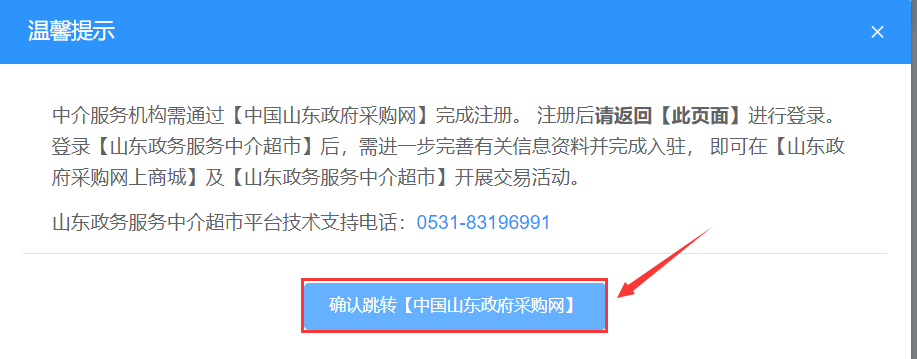 温馨提示
中介服务机构需通过【中国山东政府采购网】完成注册。 注册后请返回【此页面】进行登录。
登录【山东政务服务中介超市】后，需进一步完善有关信息资料并完成入驻， 即可在【山东政
府采购网上商城】及【山东政务服务中介超市】开展交易活动。
山东政务服务中介超市平台技术支持电话：0531-83196991
确认跳转【中国山东政府采购网】